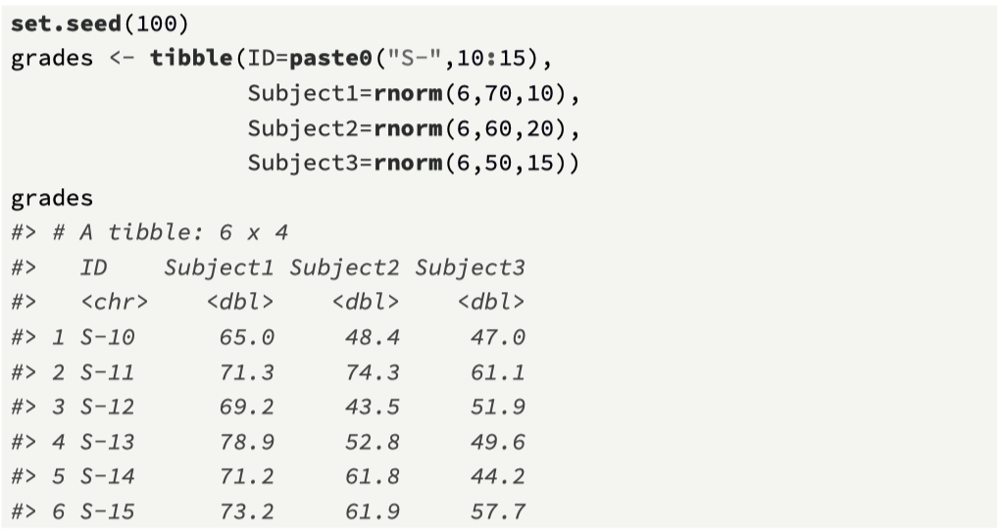 set.seed(100)
grades <- tibble(ID=paste0("S-",10:15),
                 Subject1=rnorm(6,70,10),
                 Subject2=rnorm(6,60,20),
                 Subject3=rnorm(6,50,15))
grades
#> # A tibble: 6 x 4
#>   ID    Subject1 Subject2 Subject3
#>   <chr>    <dbl>    <dbl>    <dbl>
#> 1 S-10      65.0     48.4     47.0
#> 2 S-11      71.3     74.3     61.1
#> 3 S-12      69.2     43.5     51.9
#> 4 S-13      78.9     52.8     49.6
#> 5 S-14      71.2     61.8     44.2
#> 6 S-15      73.2     61.9     57.7